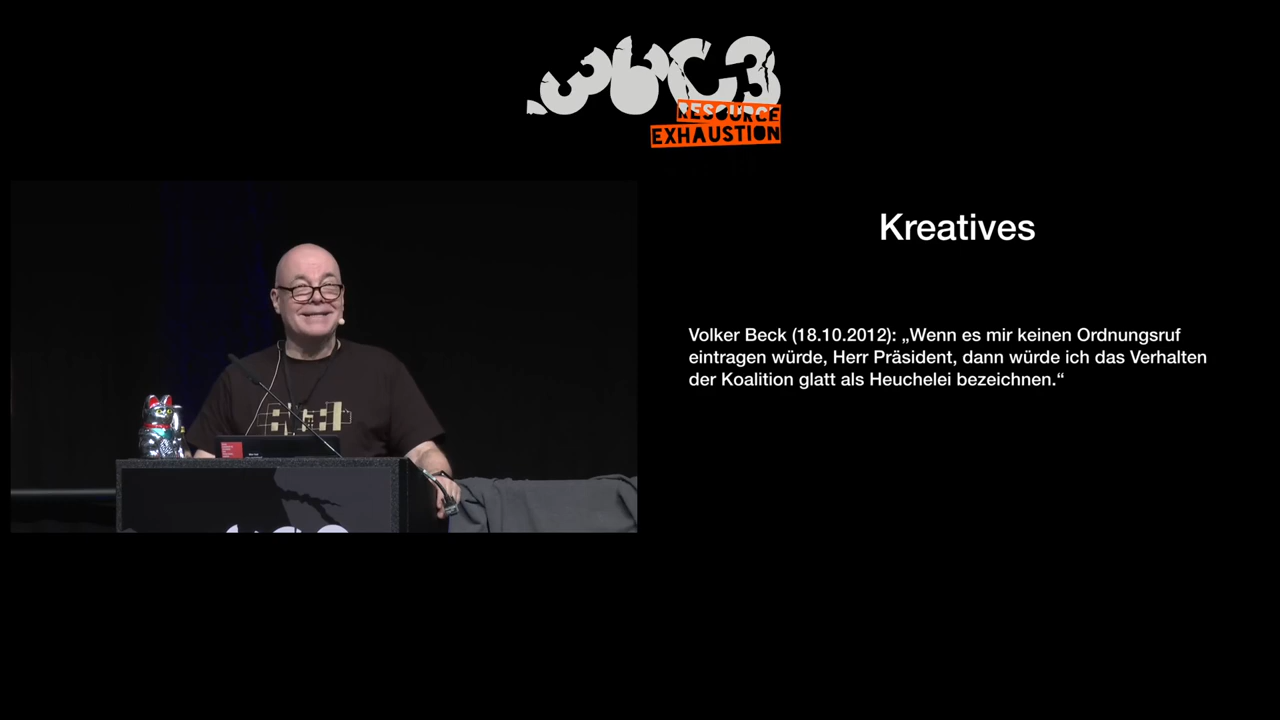 36C3
RESOURCE
EXHAUSTION
Kreatives
Volker Beck (18.10.2012): „Wenn es mir keinen Ordnungsruf
eintragen würde, Herr Präsident, dann würde ich das Verhalten
der Koalition glatt als Heuchelei bezeichnen.“